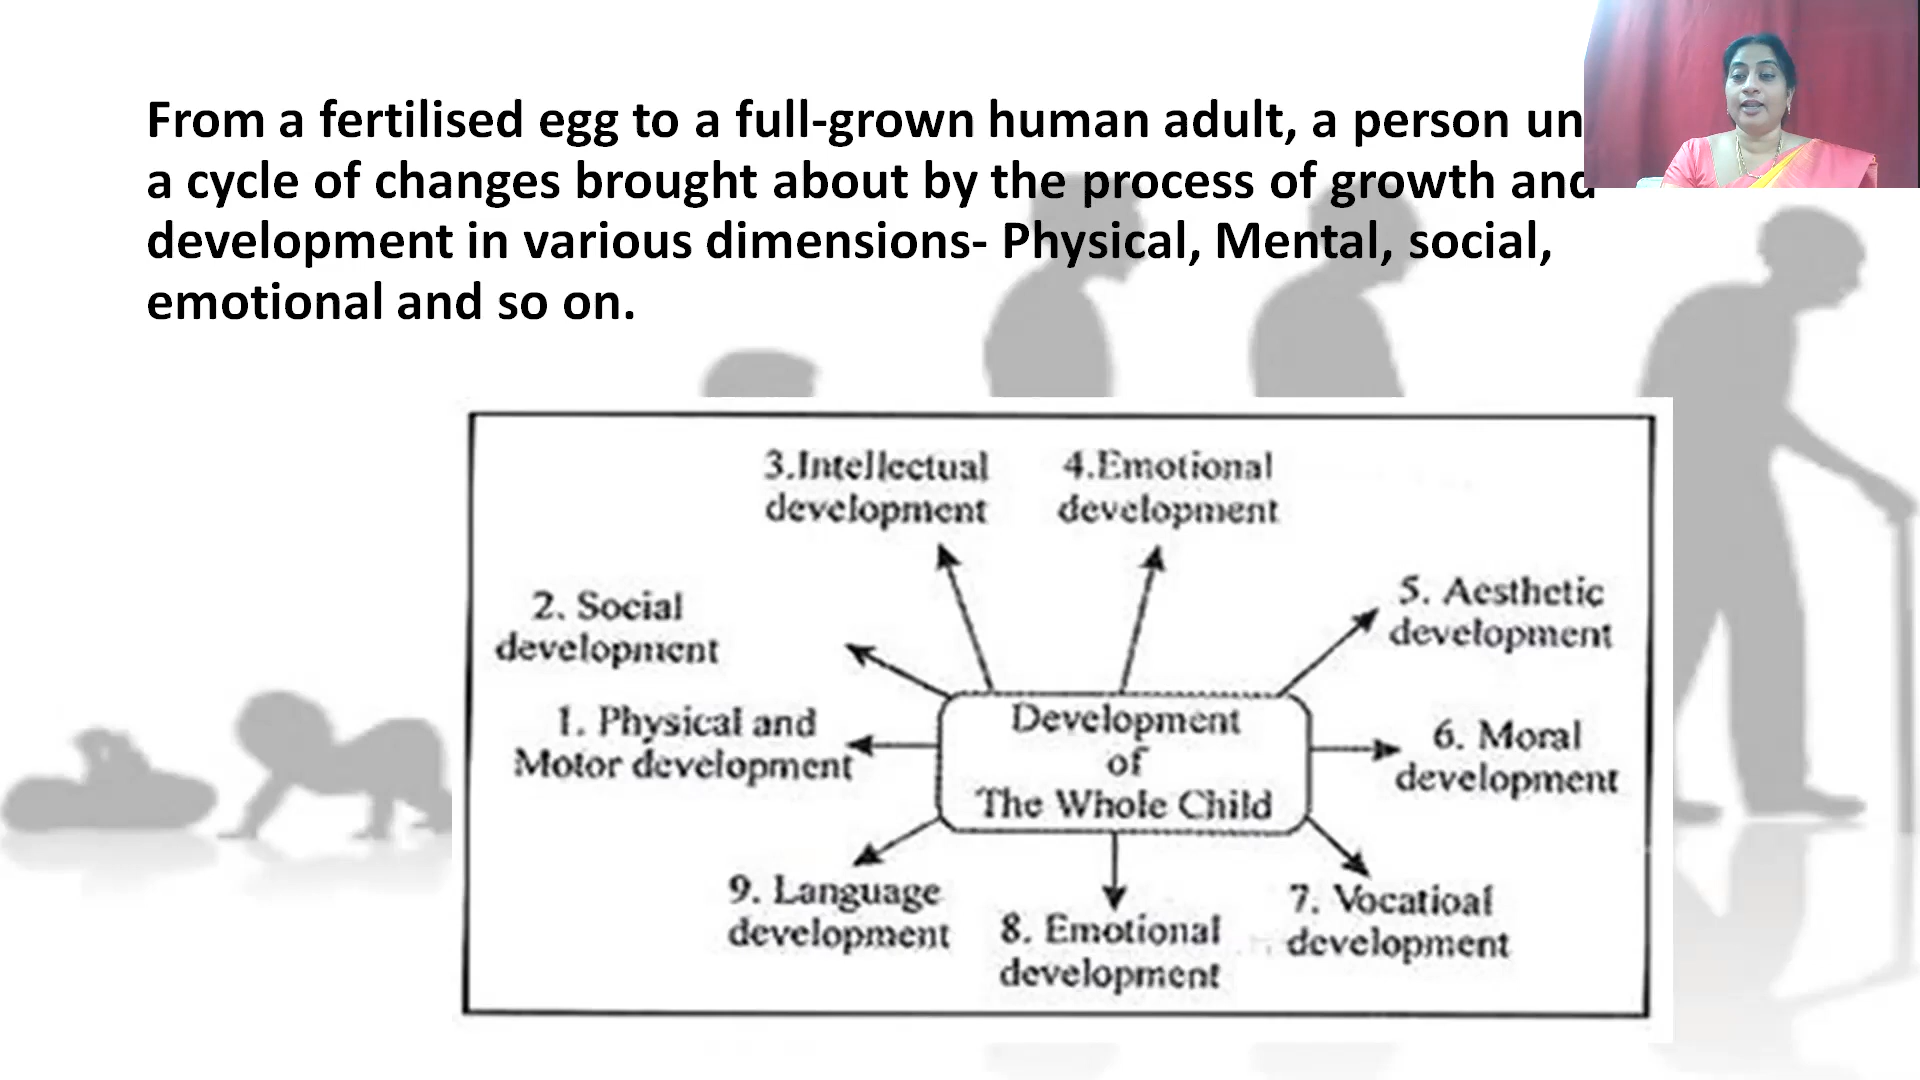 From a fertilised egg to a full-grown human adult, a person un
a cycle of changes brought about by the process of growth and
development in various dimensions- Physical, Mental, social,
emotional and so on.
3.Intellectual
development
4.Emotional
development
2. Social
development
5. Aesthetic
development
1. Physical and
Motor development
Development
of
The Whole Child
6. Moral
development
9. Language
development
8. Emotional
development
7. Vocatioal
development